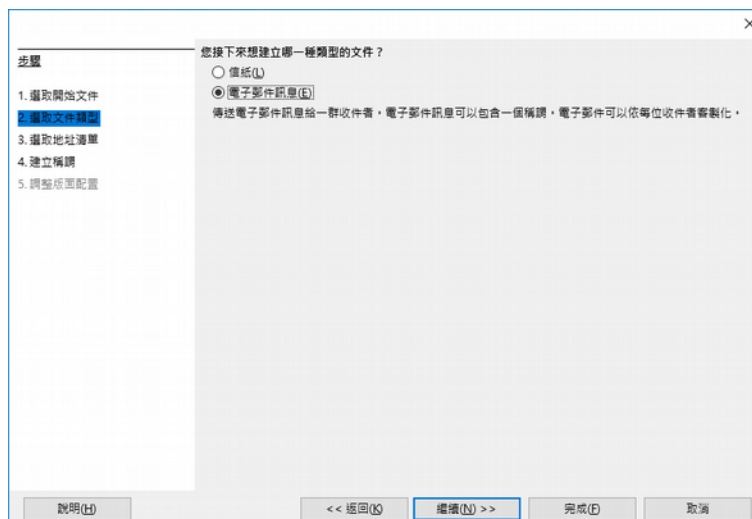 步驟
1. 選取開始文件
2. 選取文件類型
3. 選取地址清單
4. 建立稱謂
5. 調整版面配置
您接下來想建立哪一種類型的文件？
信紙(L)
電子郵件訊息(E)
傳送電子郵件訊息給一群收件者。電子郵件訊息可以包含一個稱謂。電子郵件可以依每位收件者客製化。
說明(H)
<< 返回(K)
繼續(N) >>
完成(F)
取消